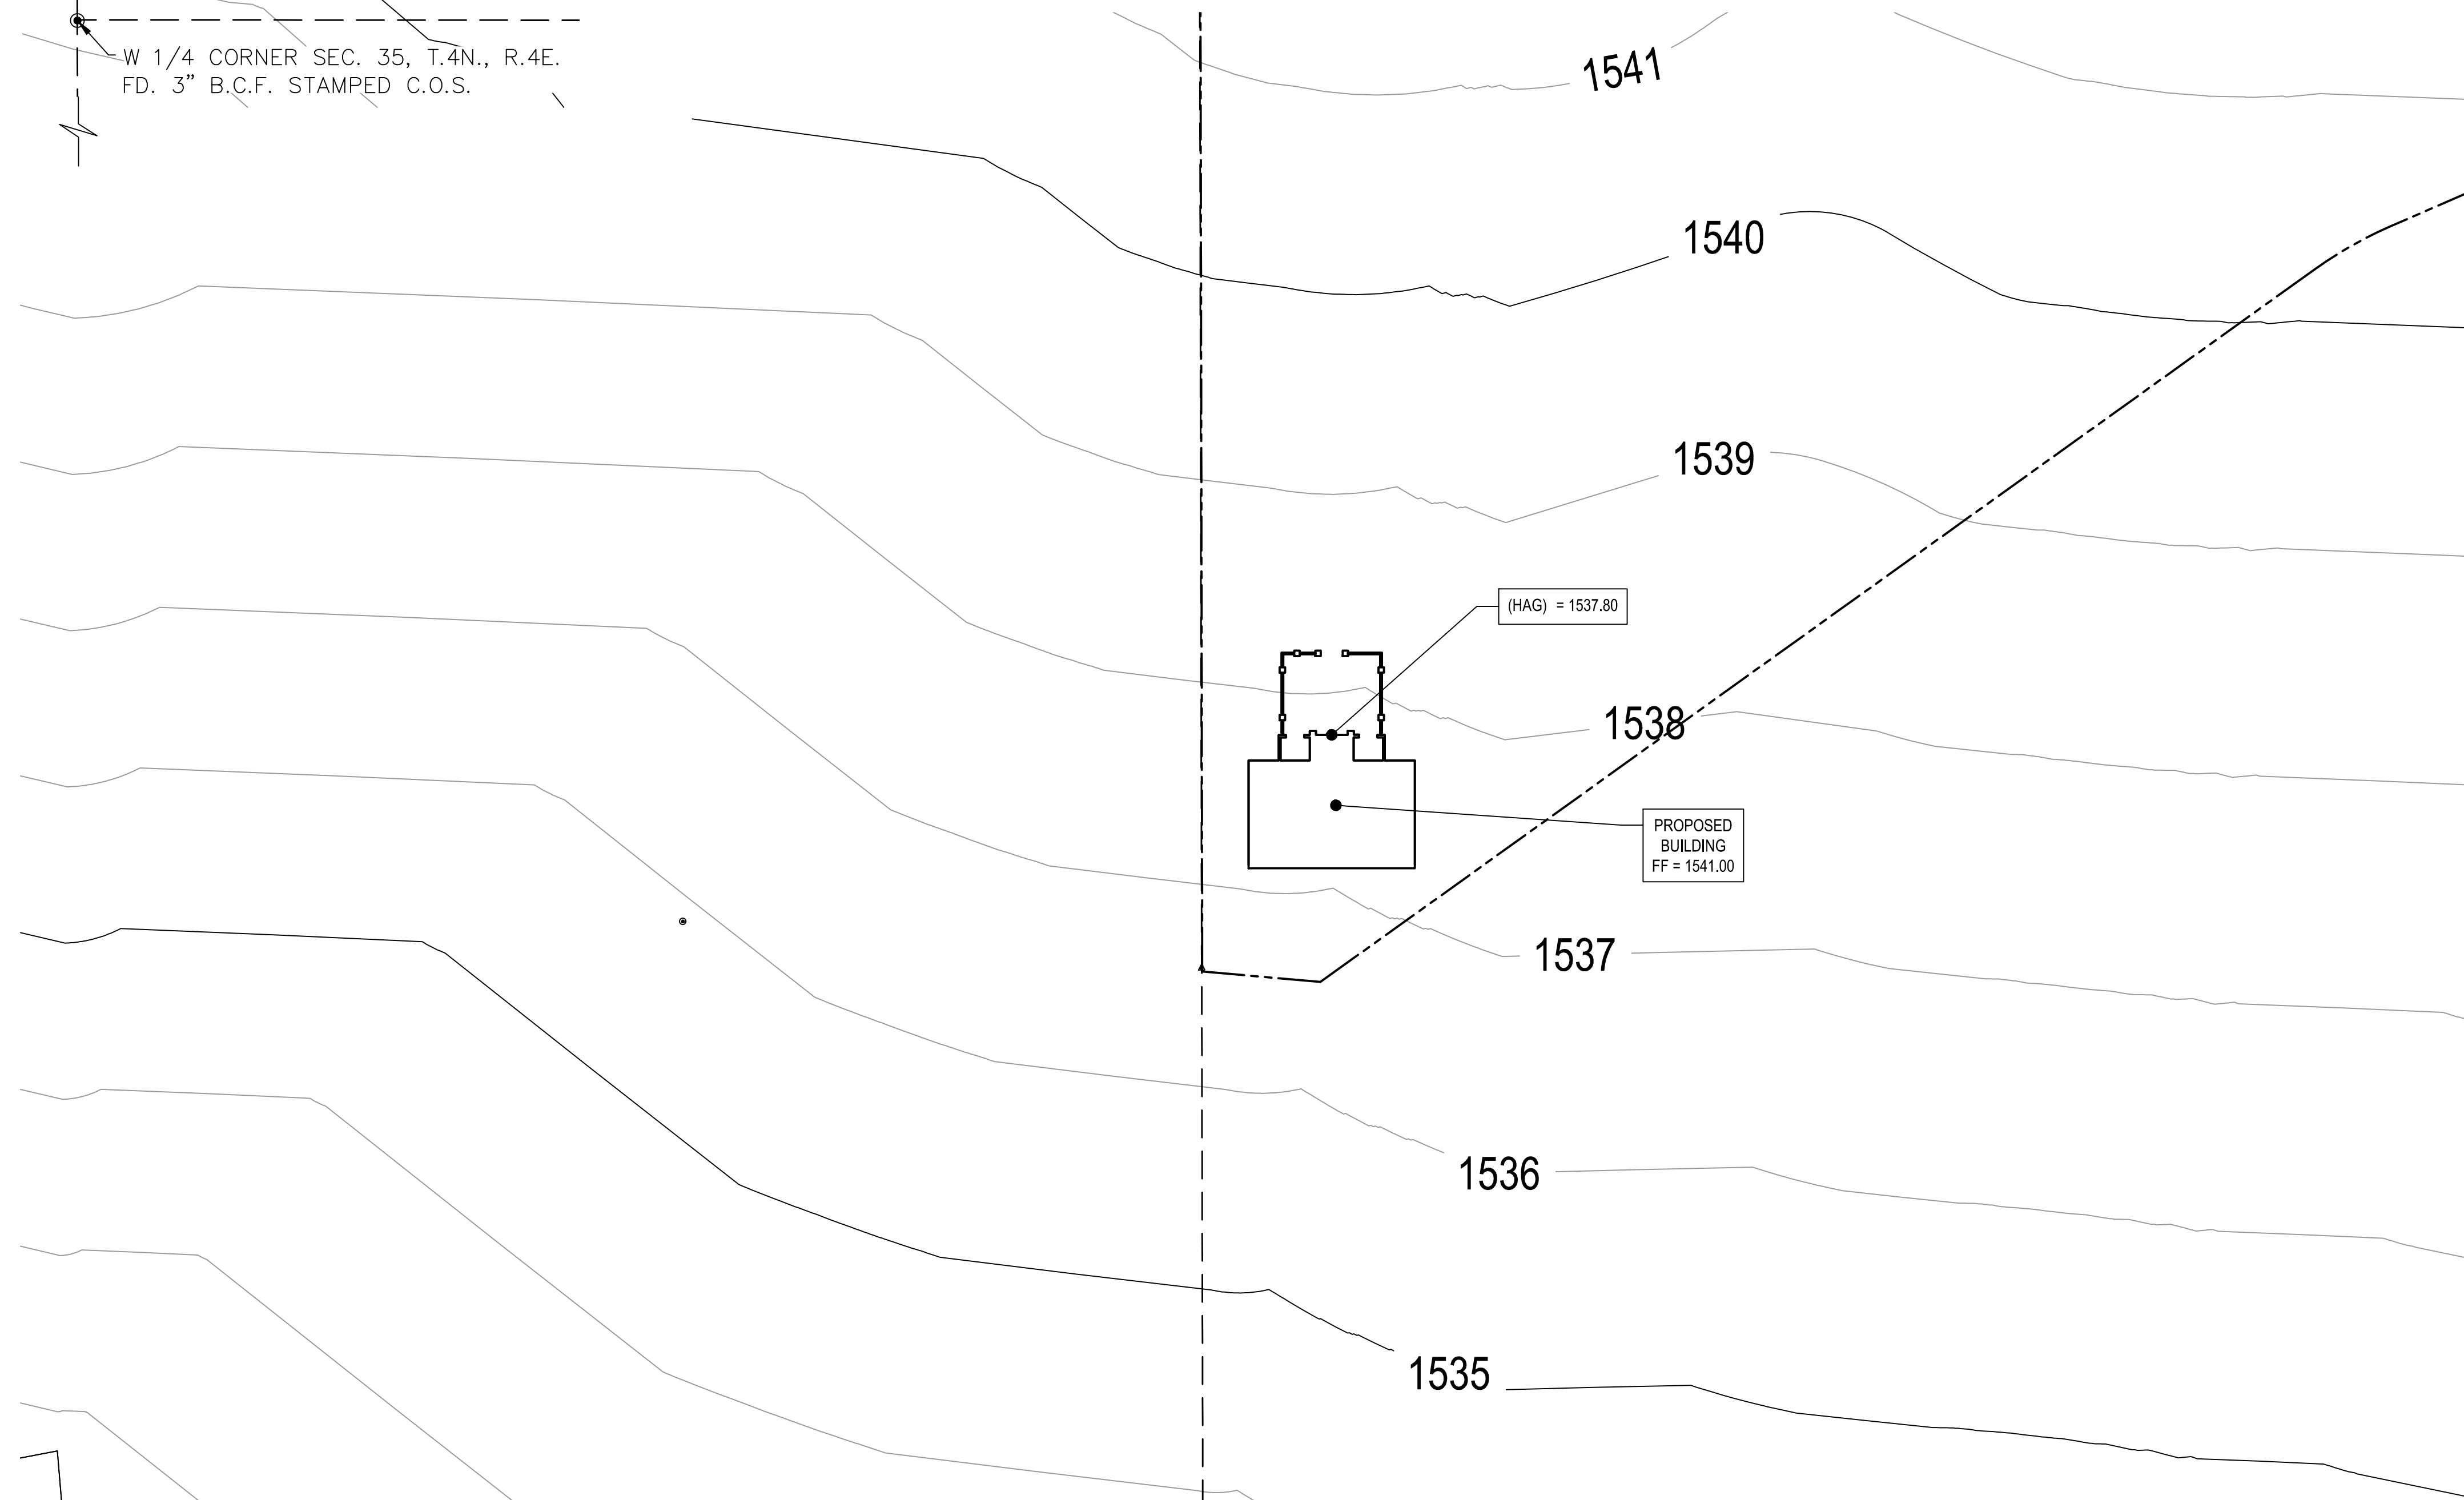 W 1/4 CORNER SEC. 35, T.4N., R.4E.
FD. 3" B.C.F. STAMPED C.O.S.
1541
1540
1539
(HAG) = 1537.80
1538
PROPOSED
BUILDING
FF = 1541.00
1537
1536
1535